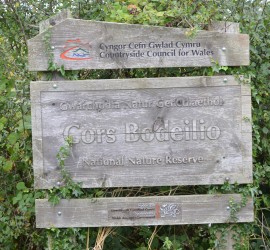 Cyngor Cefn Gwlad Cymru
Countryside Council for Wales
Gwarchodfa Natur Genedlaethol
Cors Bodeilio
National Nature Reserve